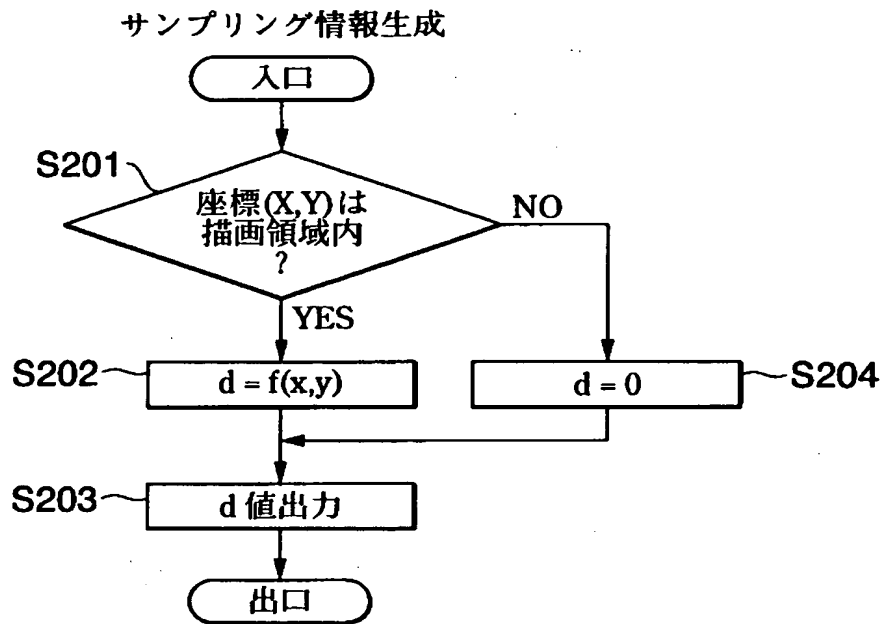 サンプリング情報生成
入口
S201
座標(X,Y)は
描画領域内
?
NO
YES
S202
d = f(x,y)
d = 0
S204
S203
d 値出力
出口